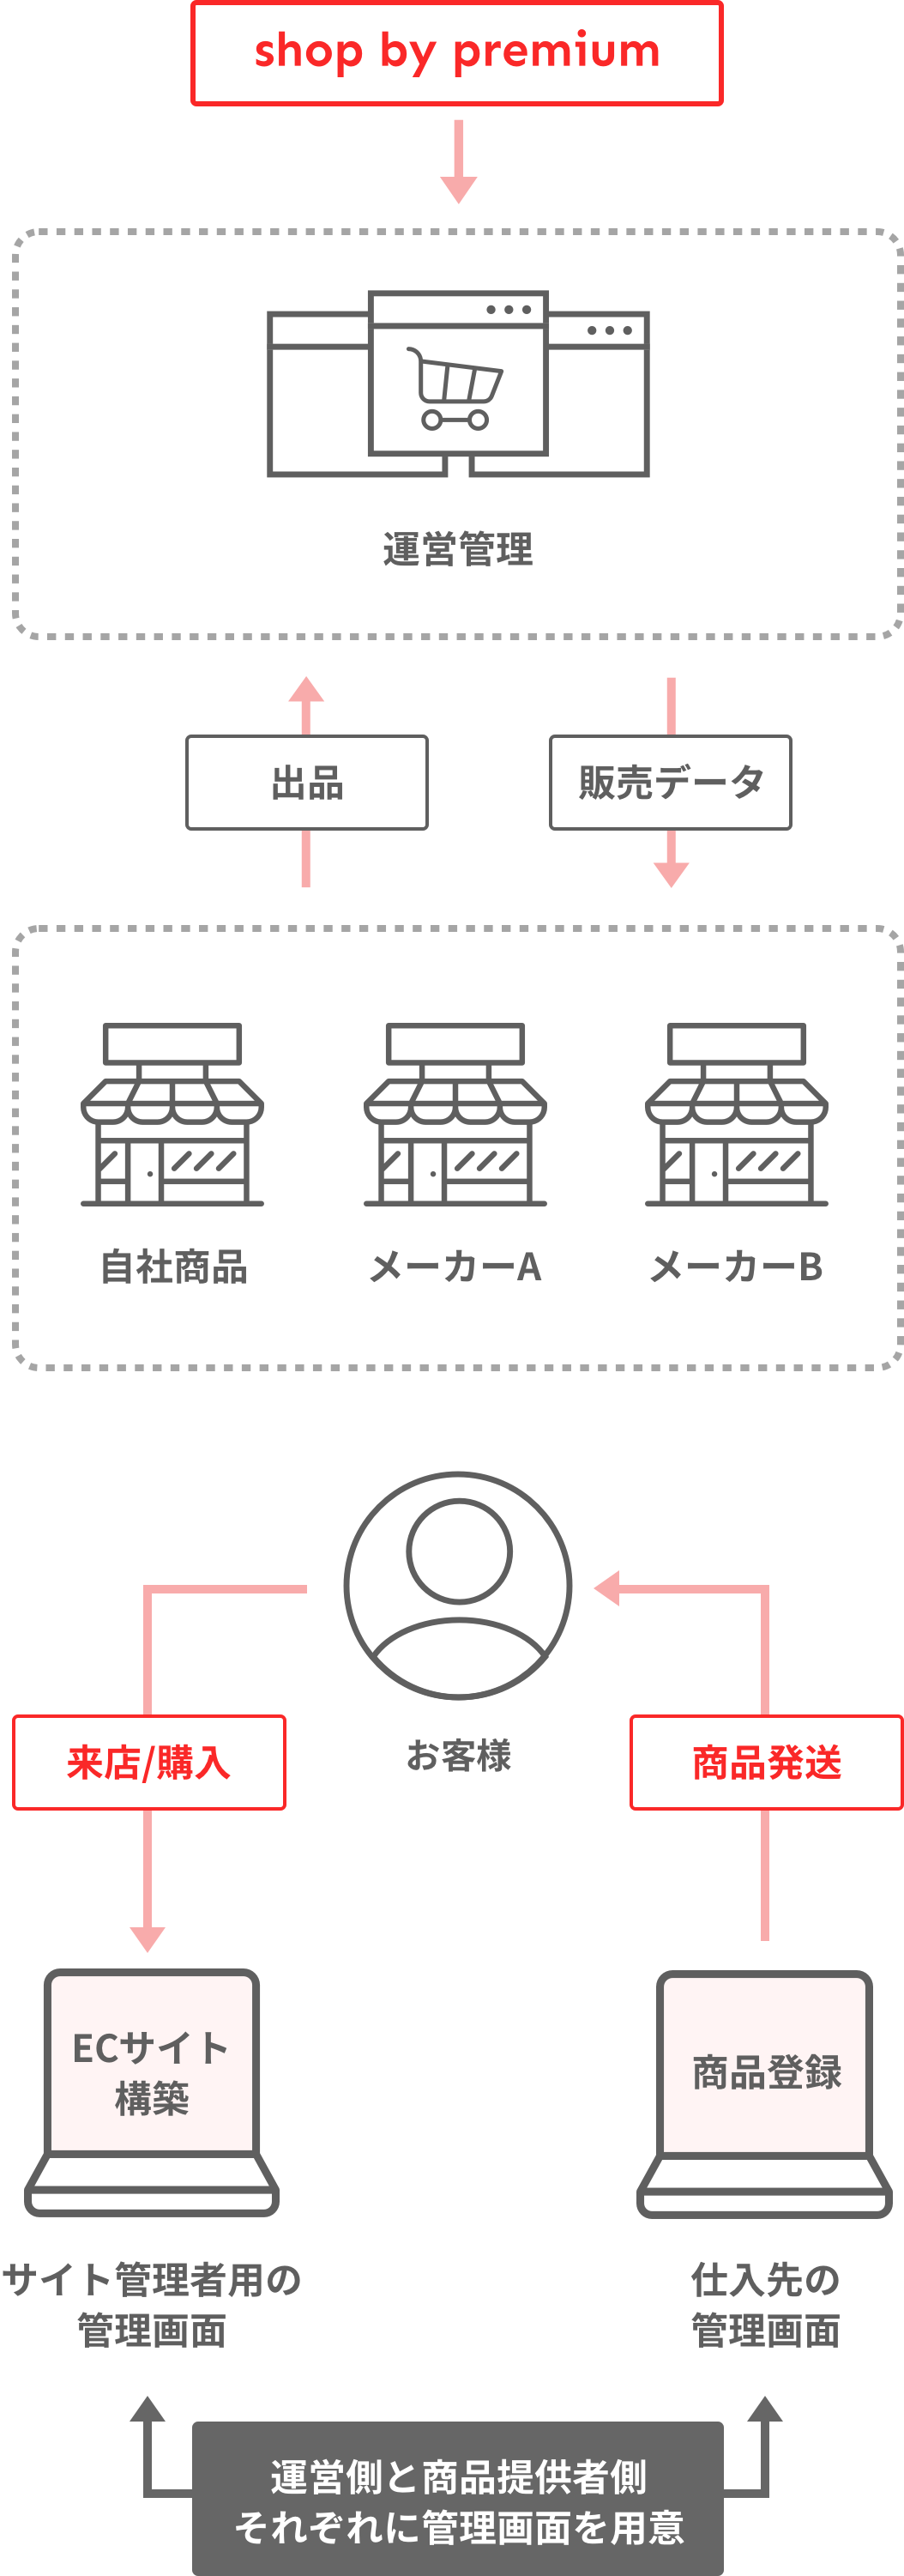 shop by premium
運営管理
出品
販売データ
自社商品
メーカーA
メーカーB
お客様
来店/購入
商品発送
ECサイト
構築
商品登録
サイト管理者用の
管理画面
仕入先の
管理画面
運営側と商品提供者側
それぞれに管理画面を用意